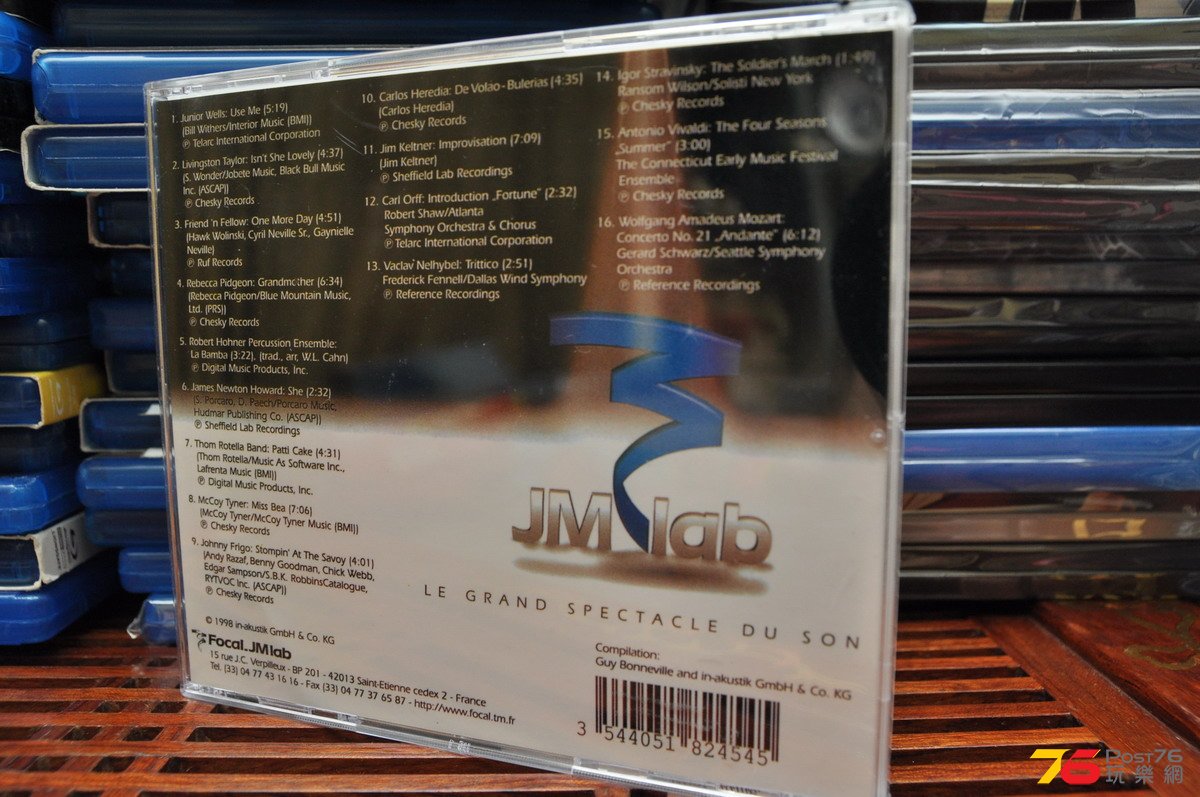 1. Junior Wells: Use Me (5:19)
(Bill Withers/Interior Music (BMI))
℗ Telarc International Corporation
2. Livingston Taylor: Isn't She Lovely (4:37)
(S. Wonder/Jobete Music, Black Bull Music
Inc. (ASCAP))
℗ Chesky Records
3. Friend 'n Fellow: One More Day (4:51)
(Hawk Wolinski, Cyril Neville Sr., Gaynielle
Neville)
℗ Ruf Records
4. Rebecca Pidgeon: Grandmother (6:34)
(Rebecca Pidgeon/Blue Mountain Music,
Ltd. (PRS))
℗ Chesky Records
5. Robert Hohner Percussion Ensemble:
La Bamba (3:22), (trad., arr, W.L. Cahn)
℗ Digital Music Products, Inc.
6. James Newton Howard: She (2:32)
(S. Porcaro, D. Paech/Porcaro Music,
Hudmar Publishing Co. (ASCAP))
℗ Sheffield Lab Recordings
7. Thom Rotella Band: Patti Cake (4:31)
(Thom Rotella/Music As Software Inc.,
Lafrenta Music (BMI))
℗ Digital Music Products, Inc.
8. McCoy Tyner: Miss Bea (7:06)
(McCoy Tyner/McCoy Tyner Music (BMI))
℗ Chesky Records
9. Johnny Frigo: Stompin' At The Savoy (4:01)
(Andy Razaf, Benny Goodman, Chick Webb,
Edgar Sampson/S.B.K. RobbinsCatalogue,
RYTVOC Inc. (ASCAP))
℗ Chesky Records
10. Carlos Heredia: De Volao - Bulerias (4:35)
(Carlos Heredia)
℗ Chesky Records
11. Jim Keltner: Improvisation (7:09)
(Jim Keltner)
℗ Sheffield Lab Recordings
12. Carl Orff: Introduction „Fortune" (2:32)
Robert Shaw/Atlanta
Symphony Orchestra & Chorus
℗ Telarc International Corporation
13. Vaclav Nelhybel: Trittico (2:51)
Frederick Fennell/Dallas Wind Symphony
℗ Reference Recordings
14. Igor Stravinsky: The Soldier's March (1:49)
Ransom Wilson/Solisti New York
℗ Chesky Records
15. Antonio Vivaldi: The Four Seasons
„Summer" (3:00)
The Connecticut Early Music Festival
Ensemble
℗ Chesky Records
16. Wolfgang Amadeus Mozart:
Concerto No. 21 „Andante" (6:12)
Gerard Schwarz/Seattle Symphony
Orchestra
℗ Reference Recordings
JMlab
LE GRAND SPECTACLE DU SON
© 1998 in-akustik GmbH & Co. KG
Focal.JMlab
15 rue J.C. Verpilleux - BP 201 - 42013 Saint-Etienne cedex 2 - France
Tel. (33) 04 77 43 16 16 - Fax (33) 04 77 37 65 87 - http://www.focal.tm.fr
Compilation:
Guy Bonneville and in-akustik GmbH & Co. KG
3 544051 824545
76 Post76
玩樂網